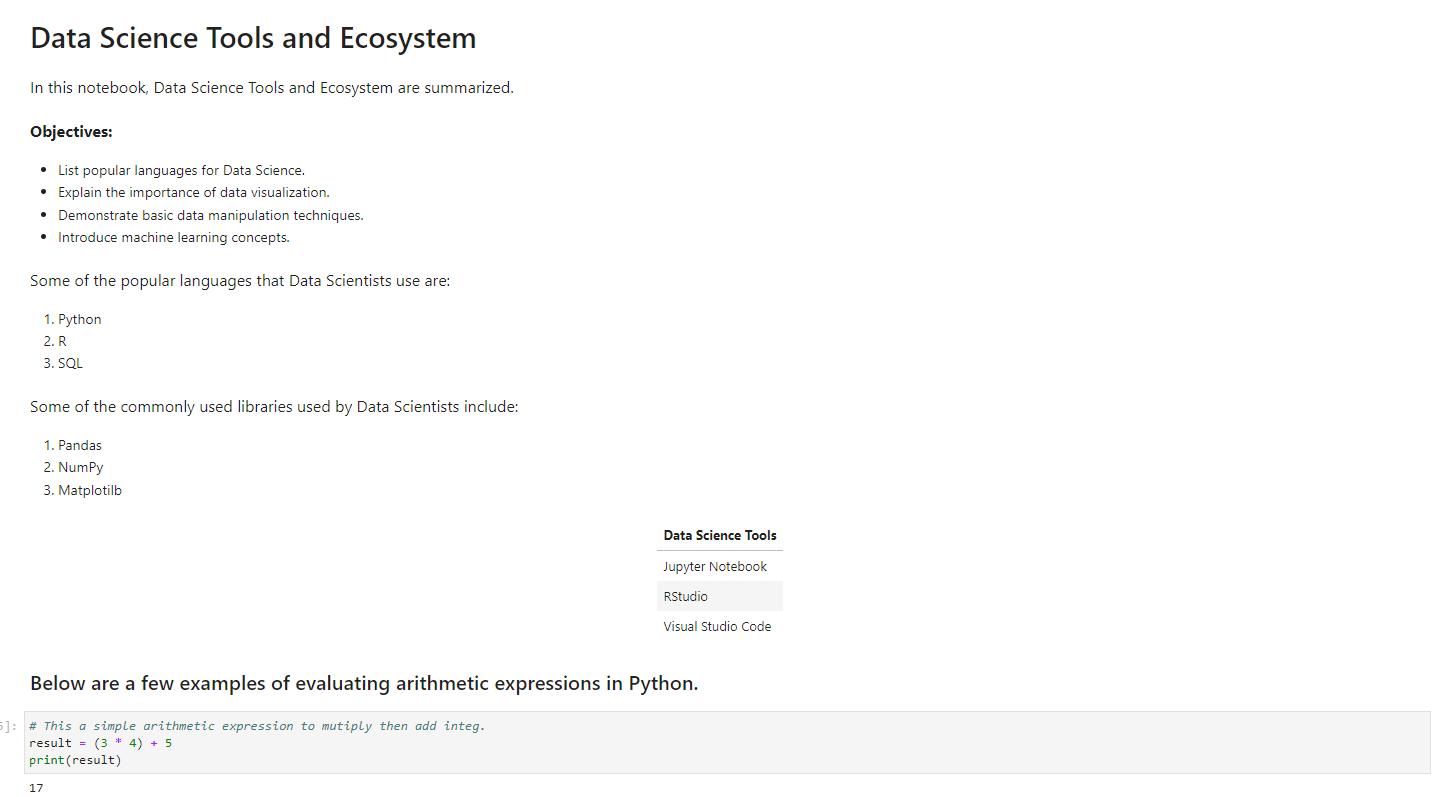 Data Science Tools and Ecosystem
In this notebook, Data Science Tools and Ecosystem are summarized.
Objectives:
• List popular languages for Data Science.
• Explain the importance of data visualization.
• Demonstrate basic data manipulation techniques.
• Introduce machine learning concepts.
Some of the popular languages that Data Scientists use are:
1. Python
2. R
3. SQL
Some of the commonly used libraries used by Data Scientists include:
1. Pandas
2. NumPy
3. Matplotilb
Data Science Tools
Jupyter Notebook
RStudio
Visual Studio Code
Below are a few examples of evaluating arithmetic expressions in Python.
]: # This a simple arithmetic expression to mutiply then add integ.
result = (3 * 4) + 5
print(result)
17